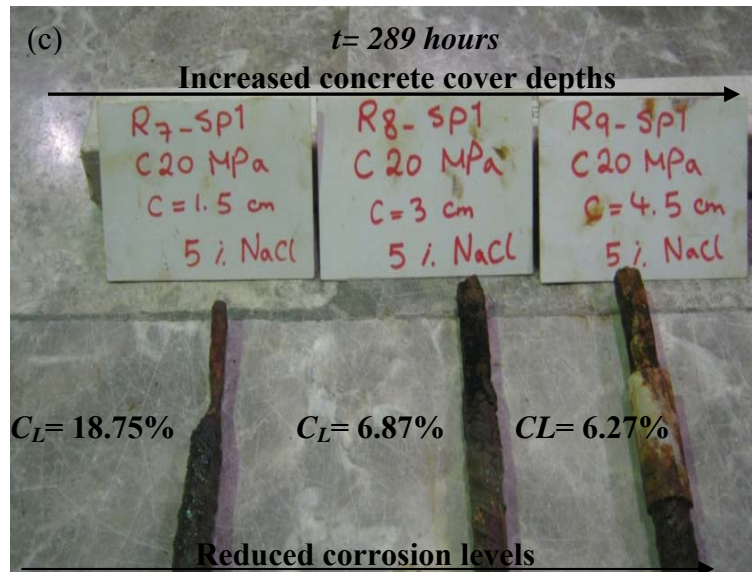 (c)
t= 289 hours
Increased concrete cover depths
R7-SP1
C20 MPa
C=1.5 cm
5 /. NaCl
R8-SP1
C 20 MPa
C=3 cm
5 /. NaCl
R9-SP1
C20 MPa
C=4.5 cm
5 /. NaCl
CL= 18.75%
CL= 6.87%
CL= 6.27%
Reduced corrosion levels